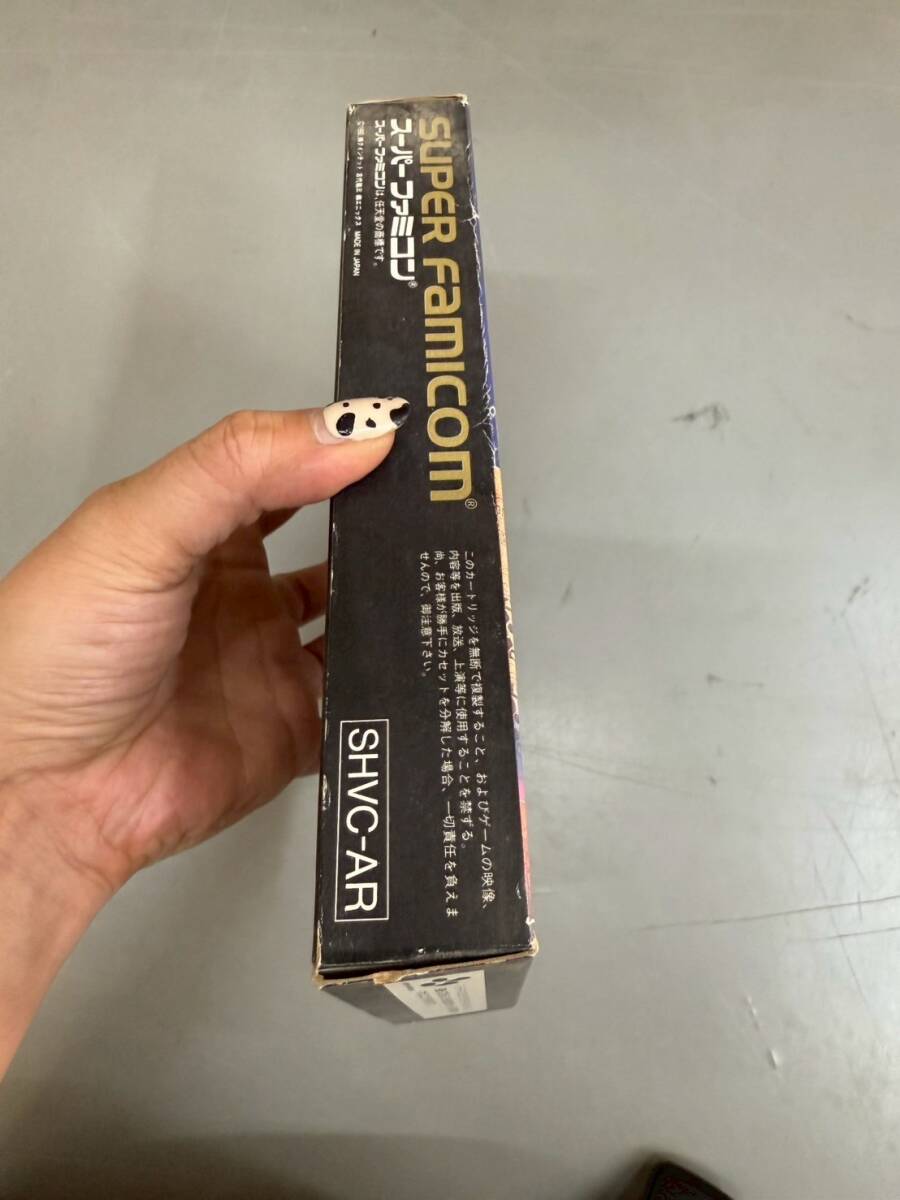 SUPER FAMICOM®
スーパーファミコン®
スーパーファミコンは、任天堂の商標です。
MADE IN JAPAN
このカートリッジを無断で複製すること、およびゲームの映像、
内容等を出版、放送、上演等に使用することを禁ずる。
尚、お客様が勝手にカセットを分解した場合、一切責任を負えま
せんので、御注意下さい。
SHVC-AR